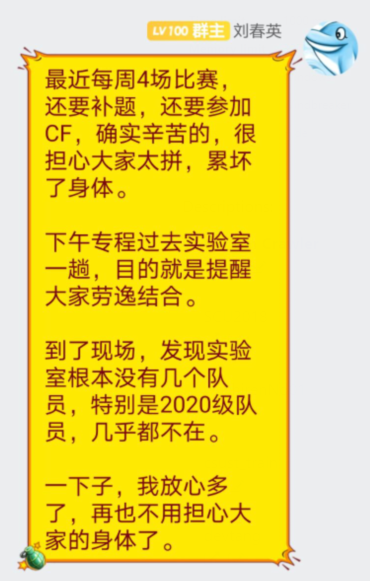 LV100 群主 刘春英
最近每周4场比赛，
还要补题，还要参加
CF，确实辛苦的，很
担心大家太拼，累坏
了身体。
下午专程过去实验室
一趟，目的就是提醒
大家劳逸结合。
到了现场，发现实验
室根本没有几个队
员，特别是2020级队
员，几乎都不在。
一下子，我放心多
了，再也不用担心大
家的身体了。